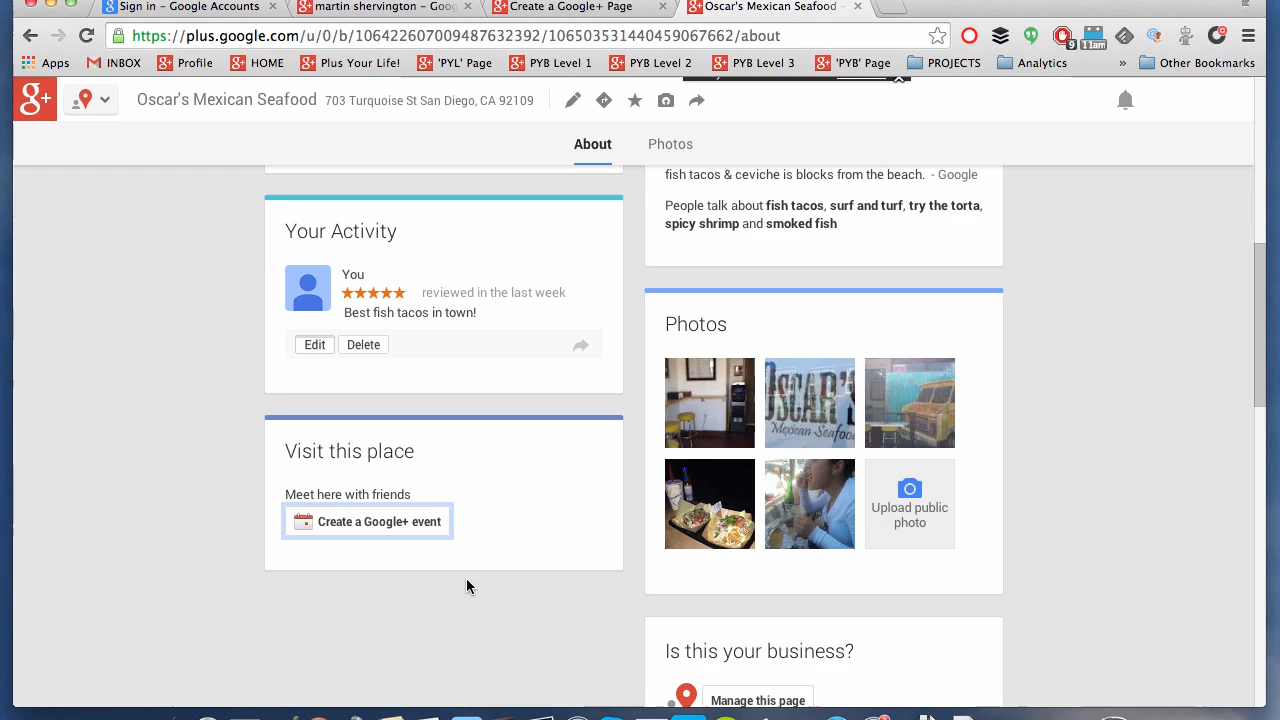 Sign in – Google Accounts
martin shervington – Goo
Create a Google+ Page
Oscar's Mexican Seafood –
https://plus.google.com/u/0/b/106422607009487632392/106503531440459067662/about
9
11am
Apps
INBOX
Profile
HOME
Plus Your Life!
'PYL' Page
PYB Level 1
PYB Level 2
PYB Level 3
'PYB' Page
PROJECTS
Analytics
»
Other Bookmarks
g+
Oscar's Mexican Seafood
703 Turquoise St San Diego, CA 92109
About
Photos
fish tacos & ceviche is blocks from the beach. - Google
People talk about fish tacos, surf and turf, try the torta,
spicy shrimp and smoked fish
Your Activity
You
reviewed in the last week
Best fish tacos in town!
Edit
Delete
Visit this place
Meet here with friends
Create a Google+ event
Photos
OSCAR'S
Mexican Seafoo
Upload public
photo
Is this your business?
Manage this page